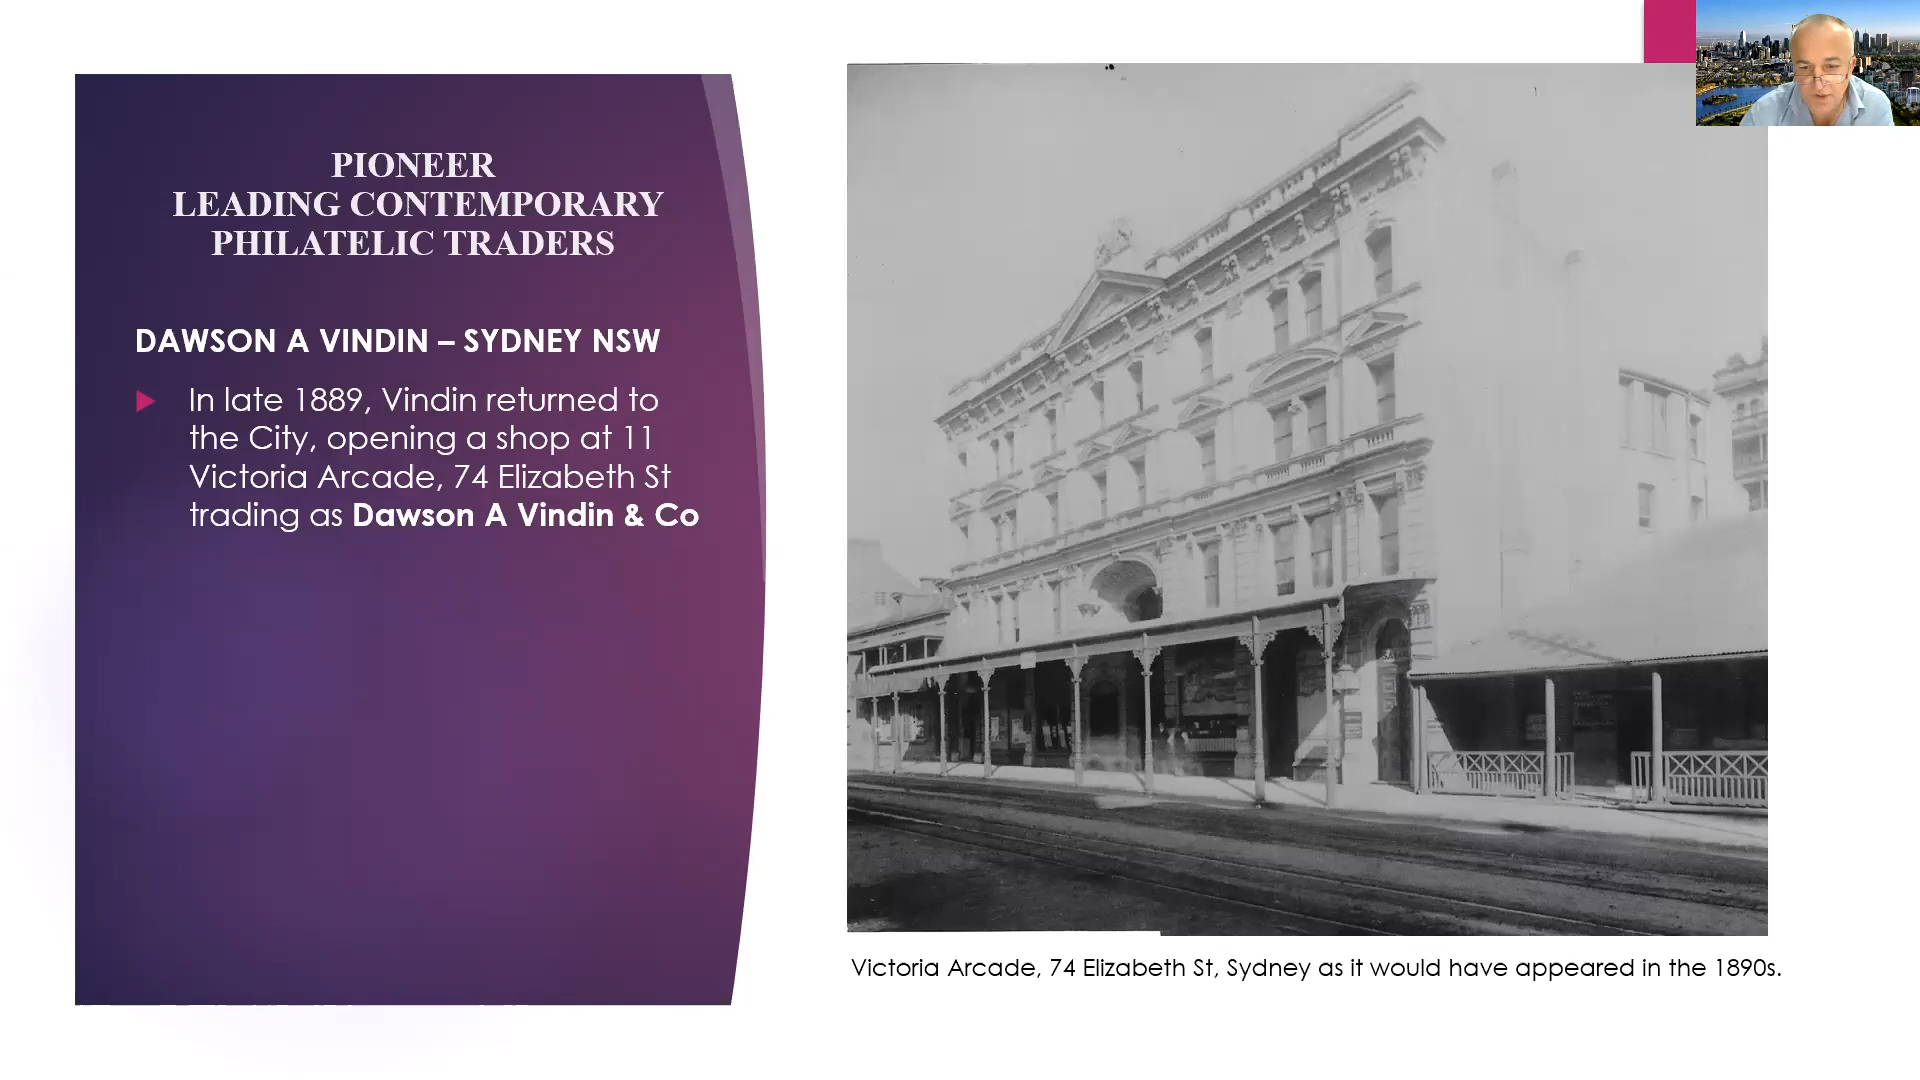 PIONEER
LEADING CONTEMPORARY
PHILATELIC TRADERS
DAWSON A VINDIN – SYDNEY NSW
In late 1889, Vindin returned to
the City, opening a shop at 11
Victoria Arcade, 74 Elizabeth St
trading as Dawson A Vindin & Co
Victoria Arcade, 74 Elizabeth St, Sydney as it would have appeared in the 1890s.